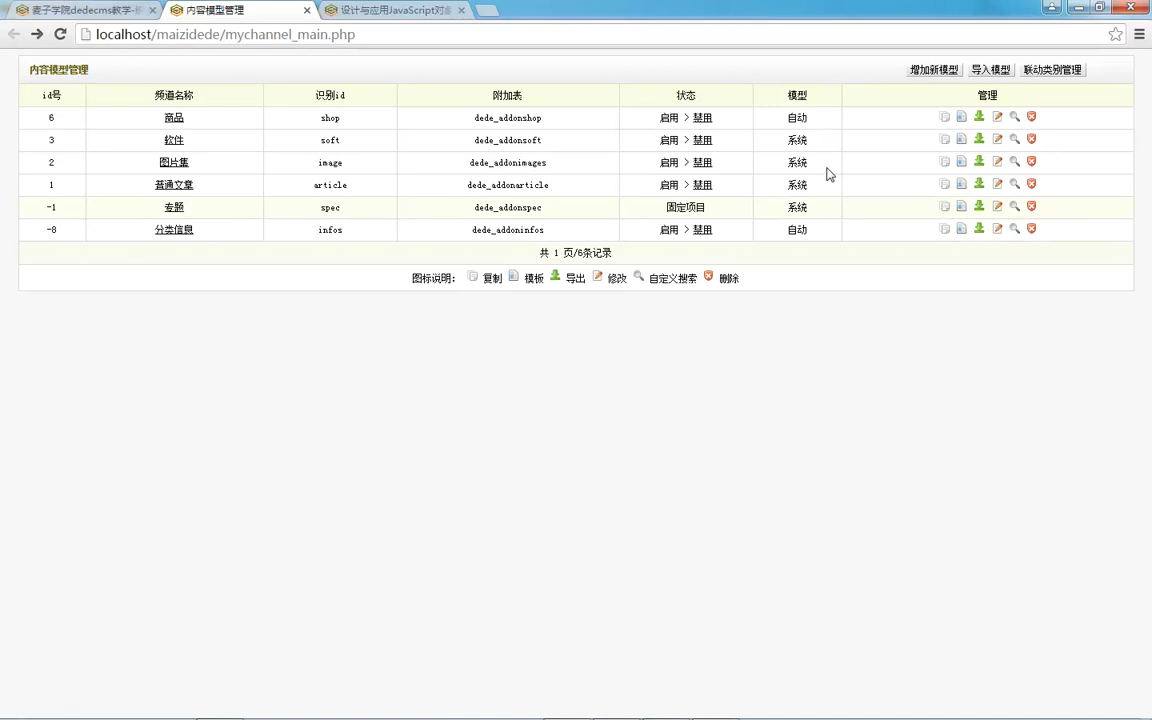 麦子学院dedecms教学-
内容模型管理
设计与应用JavaScript对
localhost/maizidede/mychannel_main.php
内容模型管理 增加新模型 导入模型 联动类别管理
id号 频道名称 识别id 附加表 状态 模型 管理
6 商品 shop dede_addonshop 启用 > 禁用 自动
3 软件 soft dede_addonsoft 启用 > 禁用 系统
2 图片集 image dede_addonimages 启用 > 禁用 系统
1 普通文章 article dede_addonarticle 启用 > 禁用 系统
-1 专题 spec dede_addonspec 固定项目 系统
-8 分类信息 infos dede_addoninfos 启用 > 禁用 自动
共 1 页/6条记录
图标说明: 复制 模板 导出 修改 自定义搜索 删除